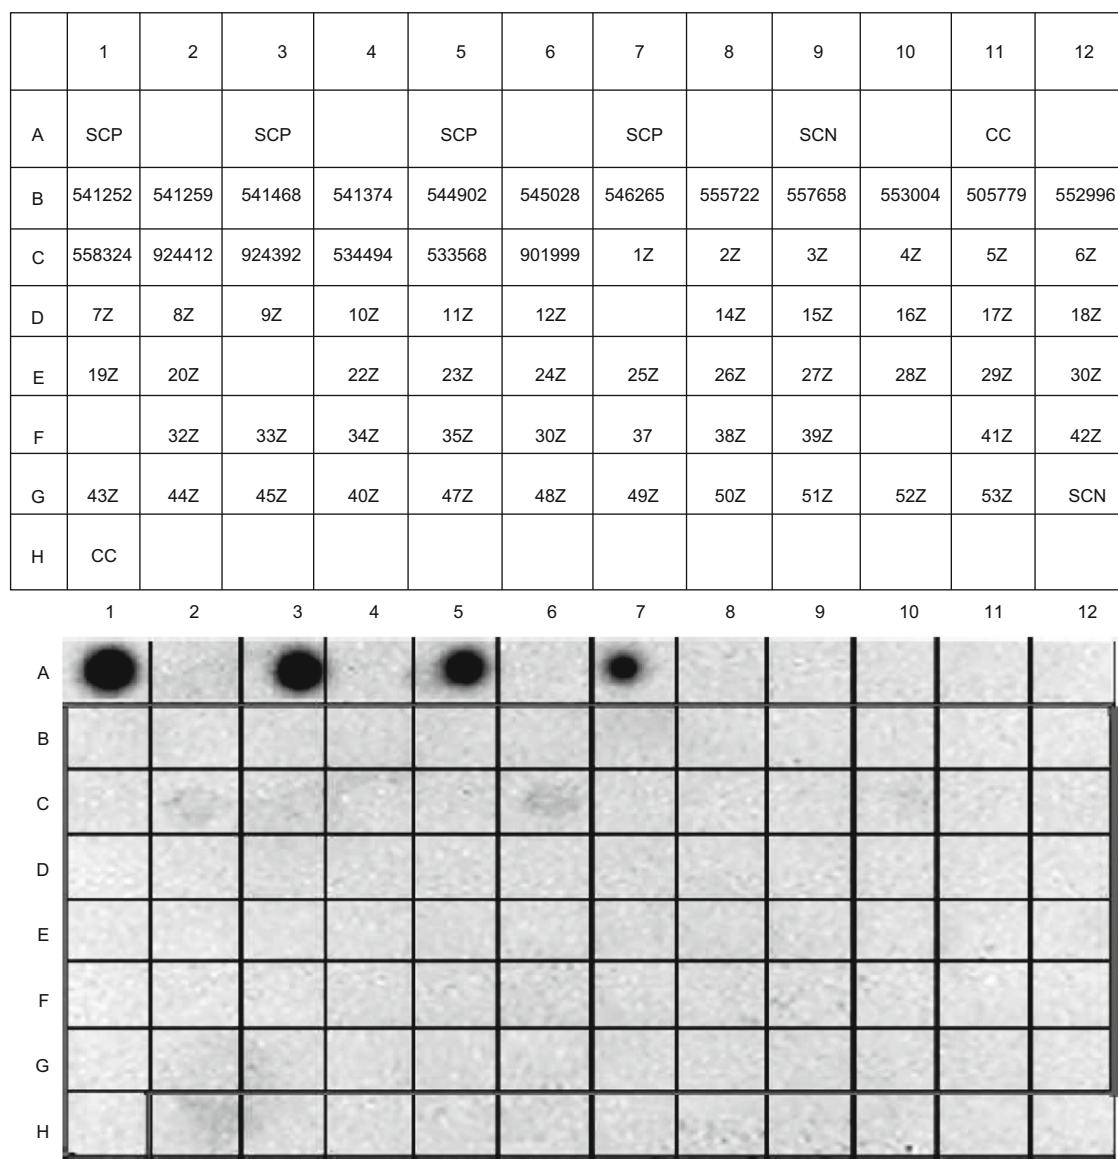 1 2 3 4 5 6 7 8 9 10 11 12
A SCP SCP SCP SCP SCN CC
B 541252 541259 541468 541374 544902 545028 546265 555722 557658 553004 505779 552996
C 558324 924412 924392 534494 533568 901999 1Z 2Z 3Z 4Z 5Z 6Z
D 7Z 8Z 9Z 10Z 11Z 12Z 14Z 15Z 16Z 17Z 18Z
E 19Z 20Z 22Z 23Z 24Z 25Z 26Z 27Z 28Z 29Z 30Z
F 32Z 33Z 34Z 35Z 30Z 37 38Z 39Z 41Z 42Z
G 43Z 44Z 45Z 40Z 47Z 48Z 49Z 50Z 51Z 52Z 53Z SCN
H CC
1 2 3 4 5 6 7 8 9 10 11 12
A
B
C
D
E
F
G
H